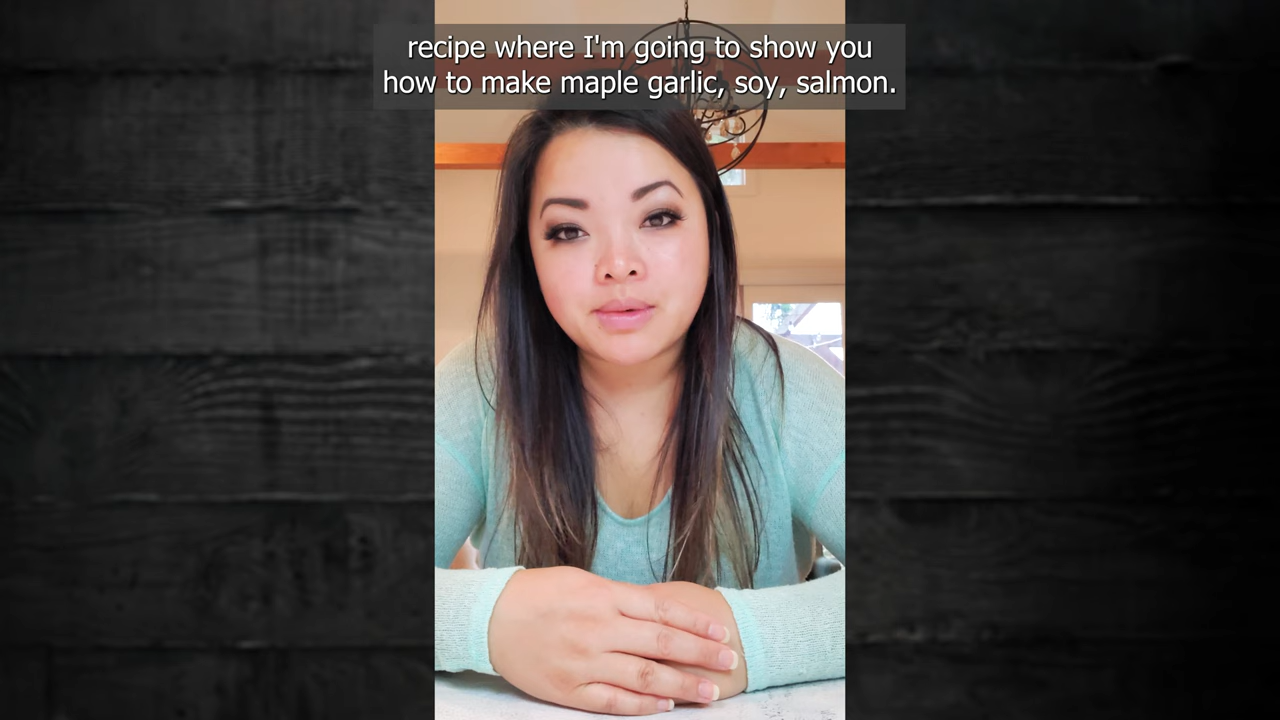 recipe where I'm going to show you
how to make maple garlic, soy, salmon.